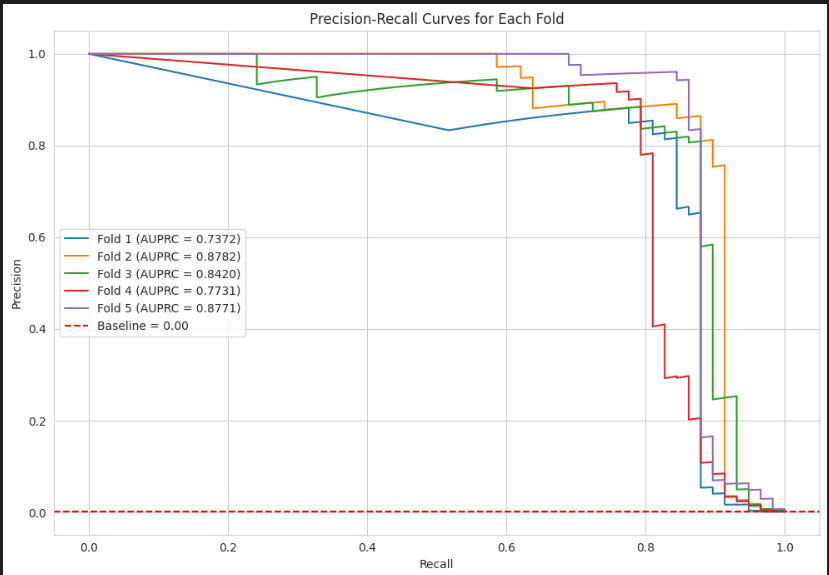 Precision-Recall Curves for Each Fold
Precision
1.0
0.8
0.6
0.4
0.2
0.0
Fold 1 (AUPRC = 0.7372)
Fold 2 (AUPRC = 0.8782)
Fold 3 (AUPRC = 0.8420)
Fold 4 (AUPRC = 0.7731)
Fold 5 (AUPRC = 0.8771)
Baseline = 0.00
0.0 0.2 0.4 0.6 0.8 1.0
Recall